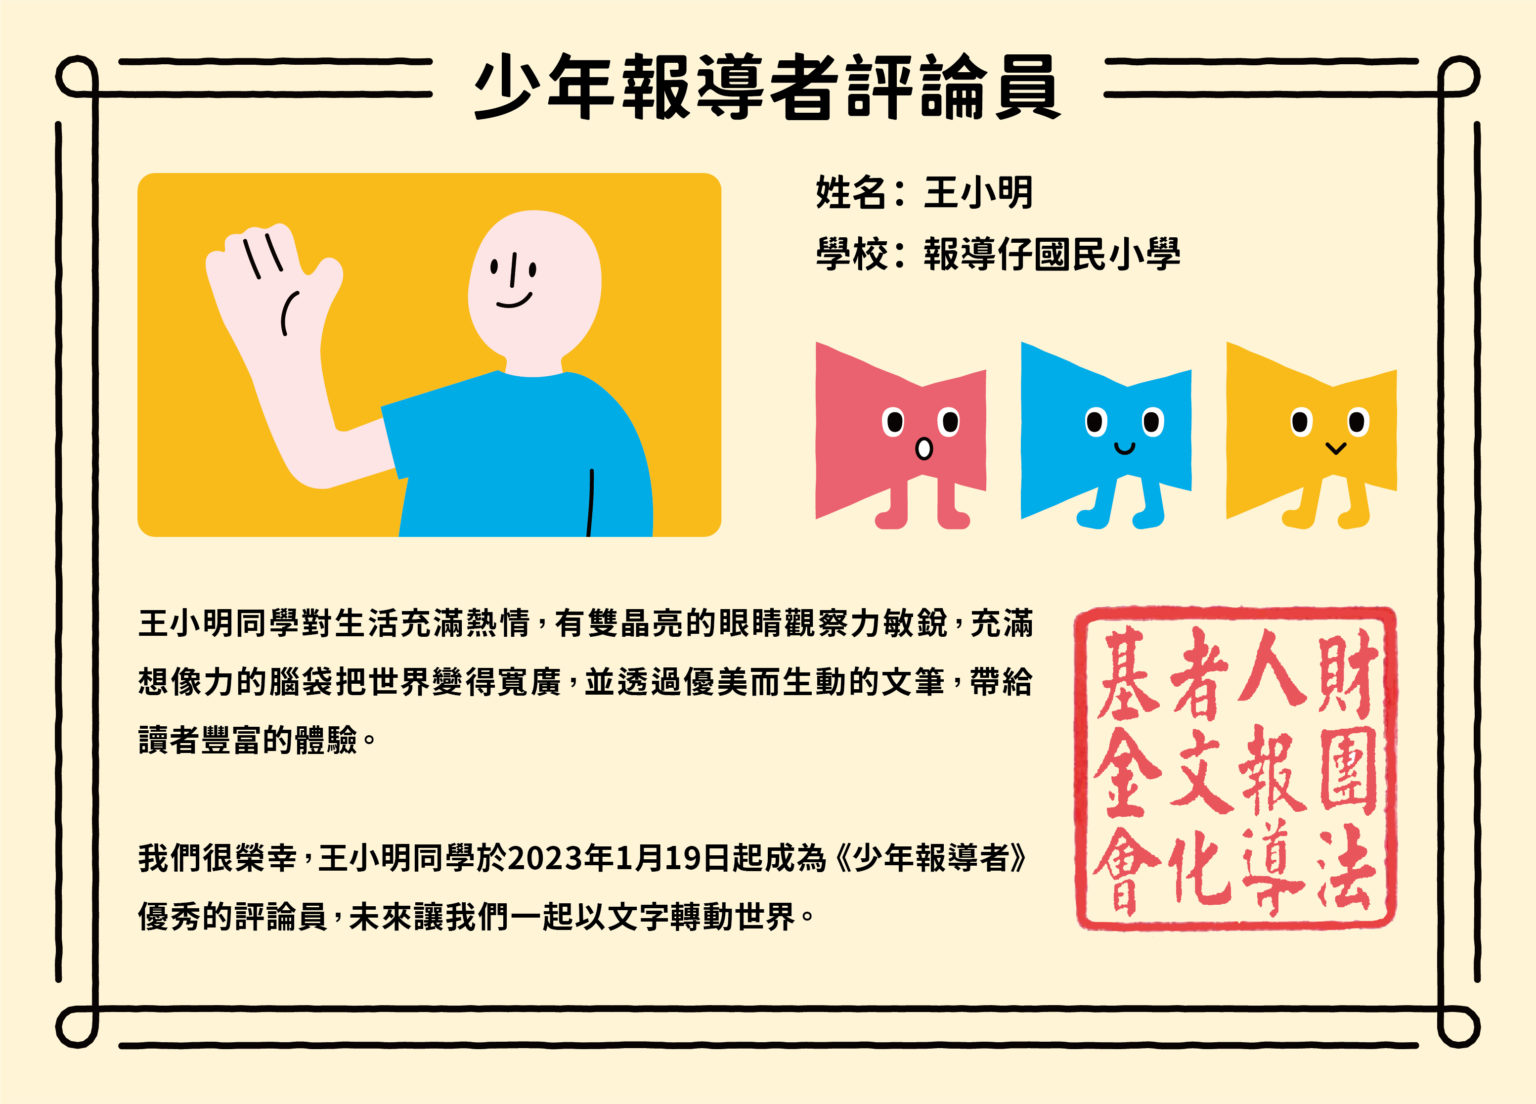 少年報導者評論員
姓名：王小明
學校：報導仔國民小學
王小明同學對生活充滿熱情，有雙晶亮的眼睛觀察力敏銳，充滿
想像力的腦袋把世界變得寬廣，並透過優美而生動的文筆，帶給
讀者豐富的體驗。
我們很榮幸，王小明同學於2023年1月19日起成為《少年報導者》
優秀的評論員，未來讓我們一起以文字轉動世界。
財團法
人報導
者文化
基金會